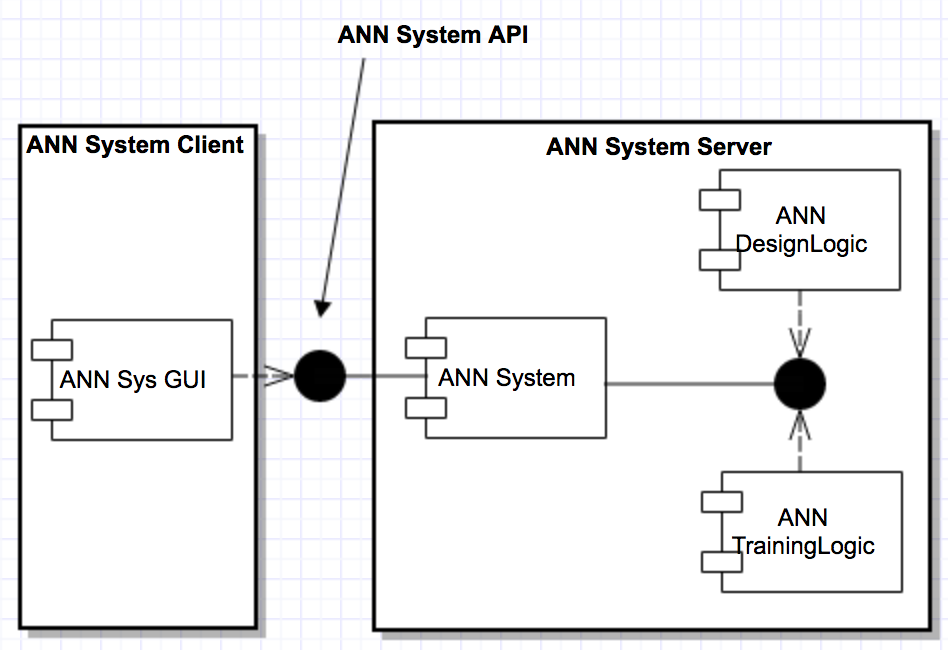 ANN System API
ANN System Client
ANN System Server
ANN
DesignLogic
ANN Sys GUI
ANN System
ANN
TrainingLogic